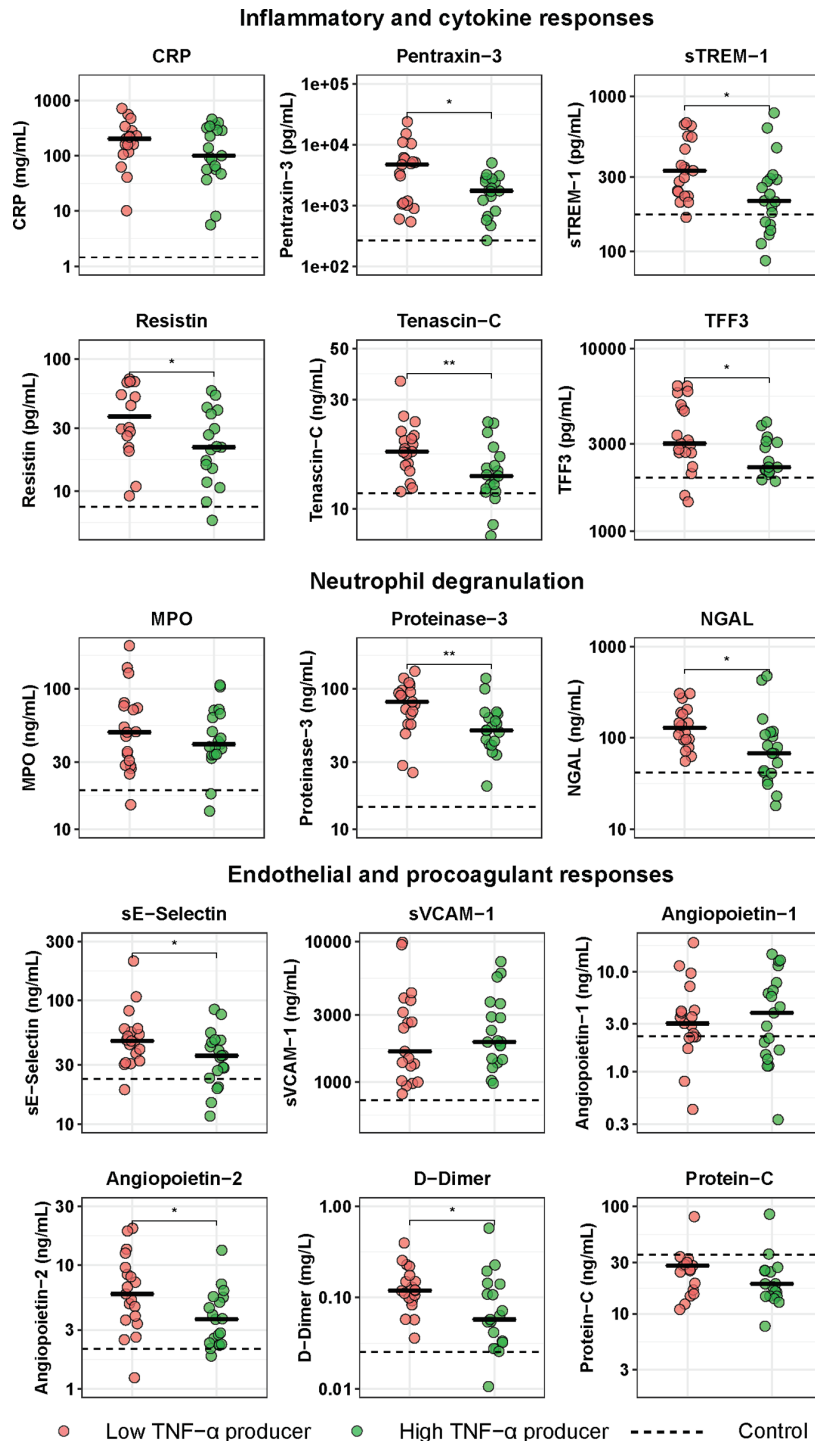 Inflammatory and cytokine responses
CRP
CRP (mg/mL)
1000
100
10
1
Pentraxin−3
Pentraxin−3 (pg/mL)
1e+05
1e+04
1e+03
1e+02
*
sTREM−1
sTREM−1 (pg/mL)
1000
300
100
*
Resistin
Resistin (pg/mL)
100
30
10
*
Tenascin−C
Tenascin−C (ng/mL)
50
30
10
**
TFF3
TFF3 (pg/mL)
10000
3000
1000
*
Neutrophil degranulation
MPO
MPO (ng/mL)
100
30
10
Proteinase−3
Proteinase−3 (ng/mL)
100
30
10
**
NGAL
NGAL (ng/mL)
1000
100
10
*
Endothelial and procoagulant responses
sE−Selectin
sE−Selectin (ng/mL)
300
100
30
10
*
sVCAM−1
sVCAM−1 (ng/mL)
10000
3000
1000
Angiopoietin−1
Angiopoietin−1 (ng/mL)
10.0
3.0
1.0
0.3
Angiopoietin−2
Angiopoietin−2 (ng/mL)
30
10
3
1
*
D−Dimer
D−Dimer (mg/L)
1.00
0.10
0.01
*
Protein−C
Protein−C (ng/mL)
100
30
10
3
Low TNF−α producer
High TNF−α producer
Control